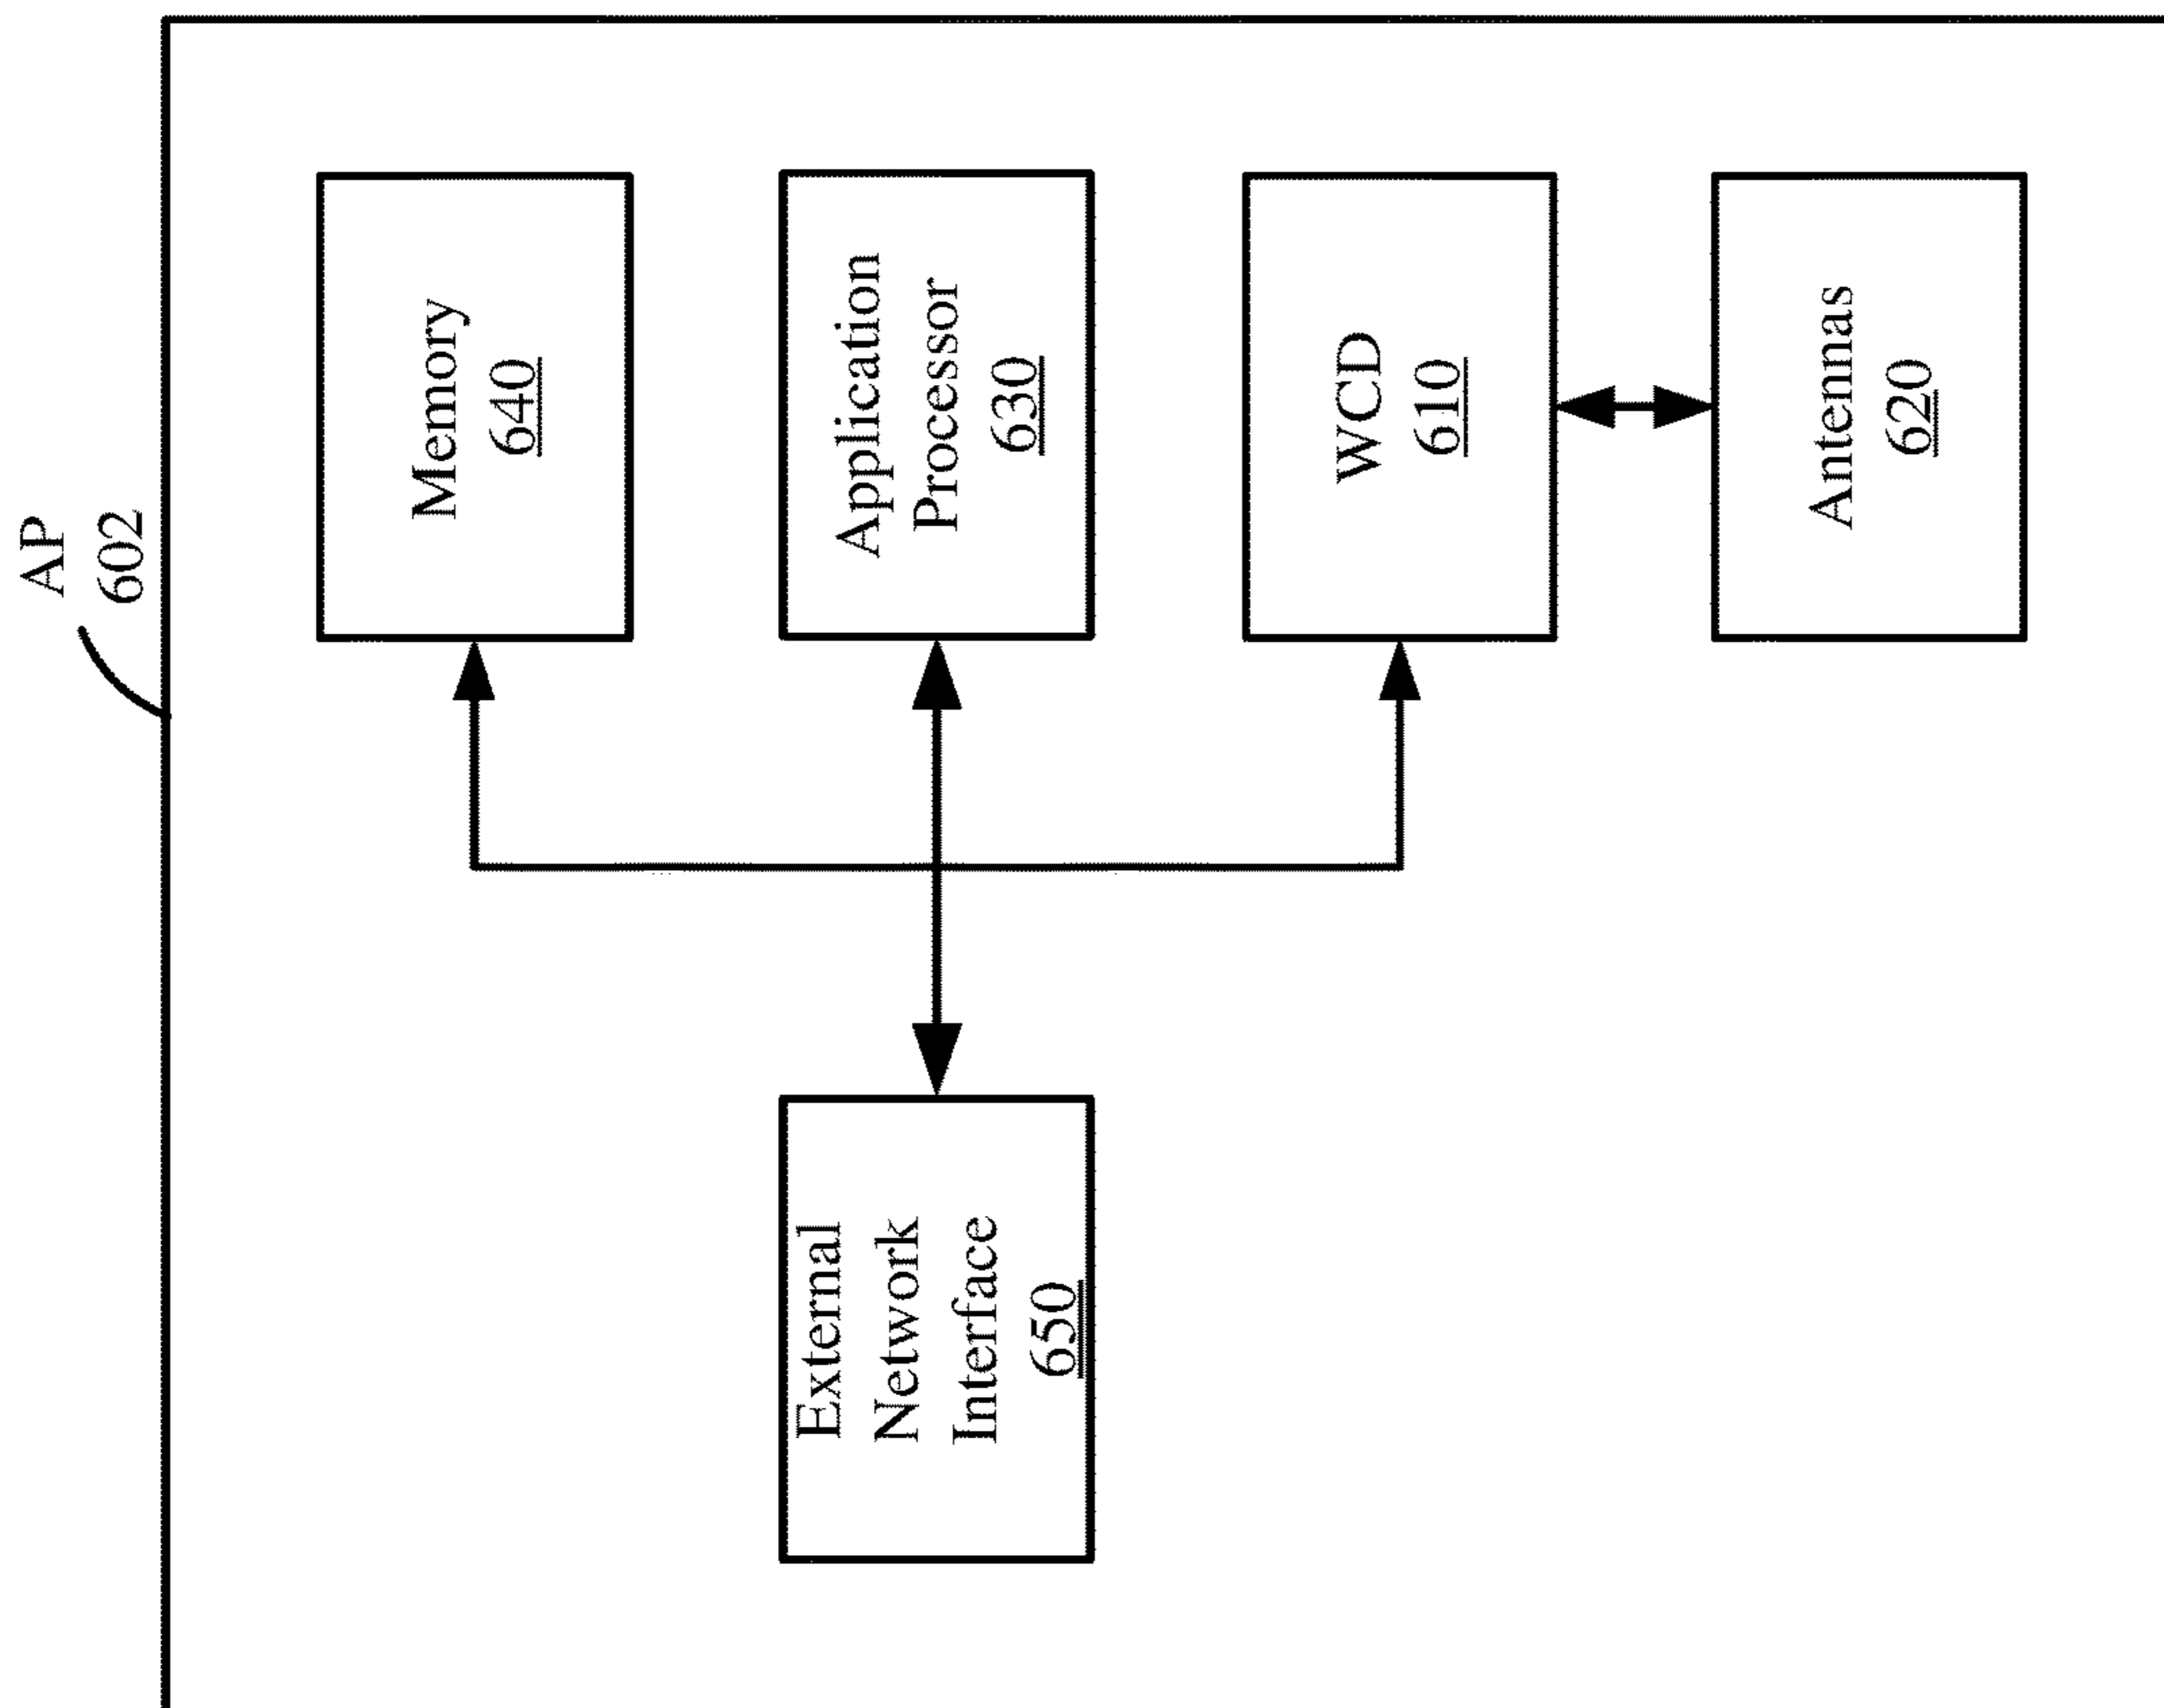 AP
602
Memory
640
Application
Processor
630
WCD
610
Antennas
620
External
Network
Interface
650